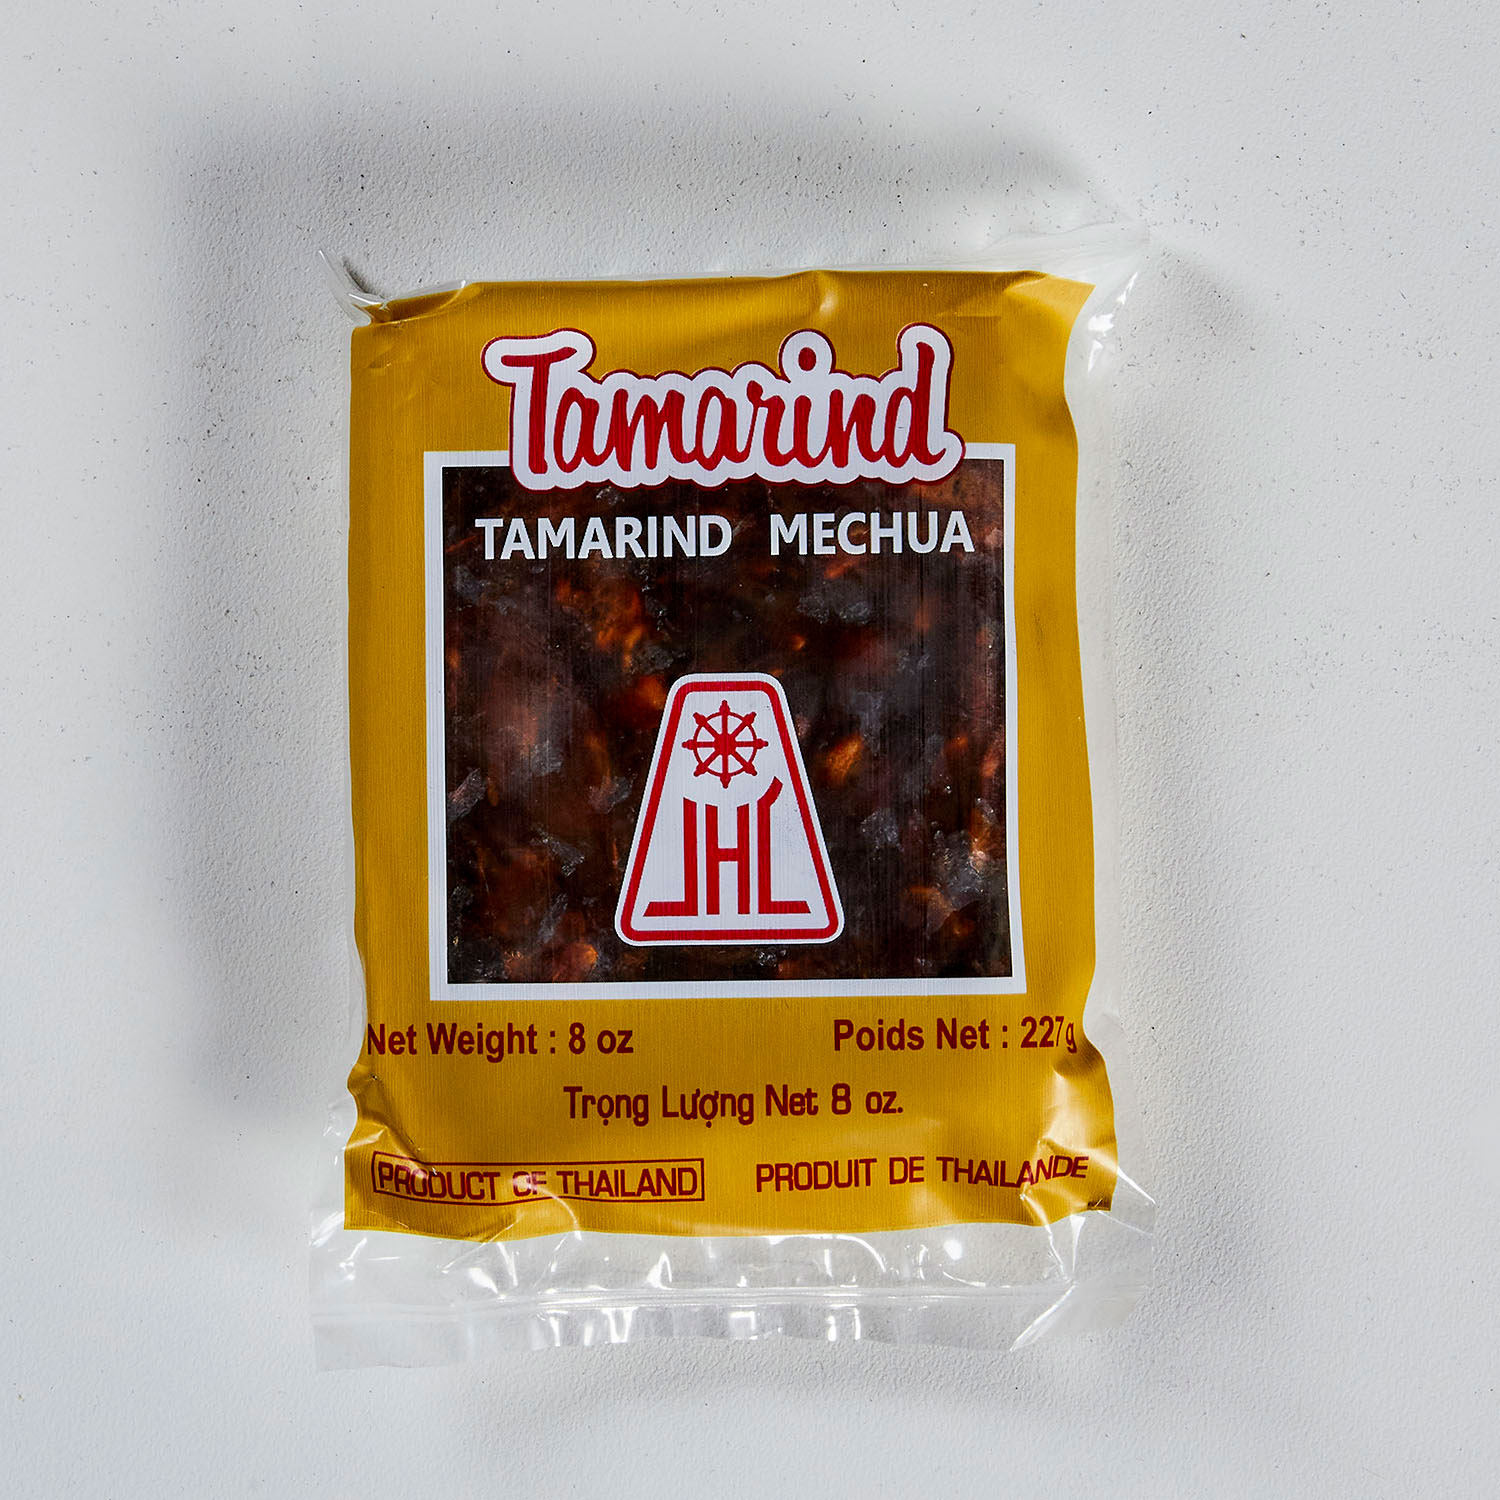 Tamarind
TAMARIND MECHUA
JHC
Net Weight : 8 oz
Poids Net : 227g
Trọng Lượng Net 8 oz.
PRODUCT OF THAILAND
PRODUIT DE THAILANDE